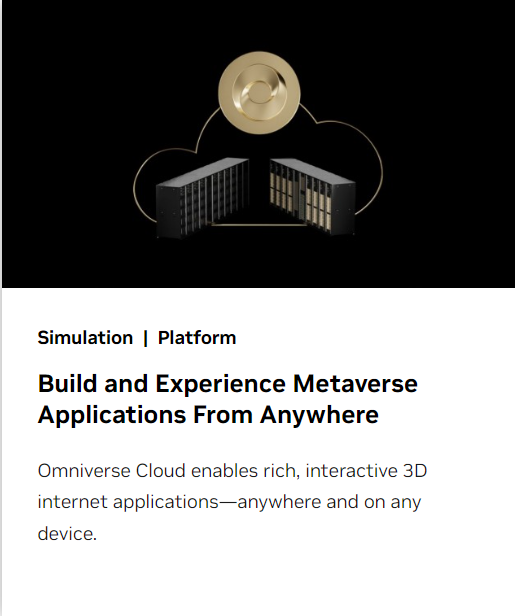 Simulation | Platform
Build and Experience Metaverse
Applications From Anywhere
Omniverse Cloud enables rich, interactive 3D
internet applications—anywhere and on any
device.